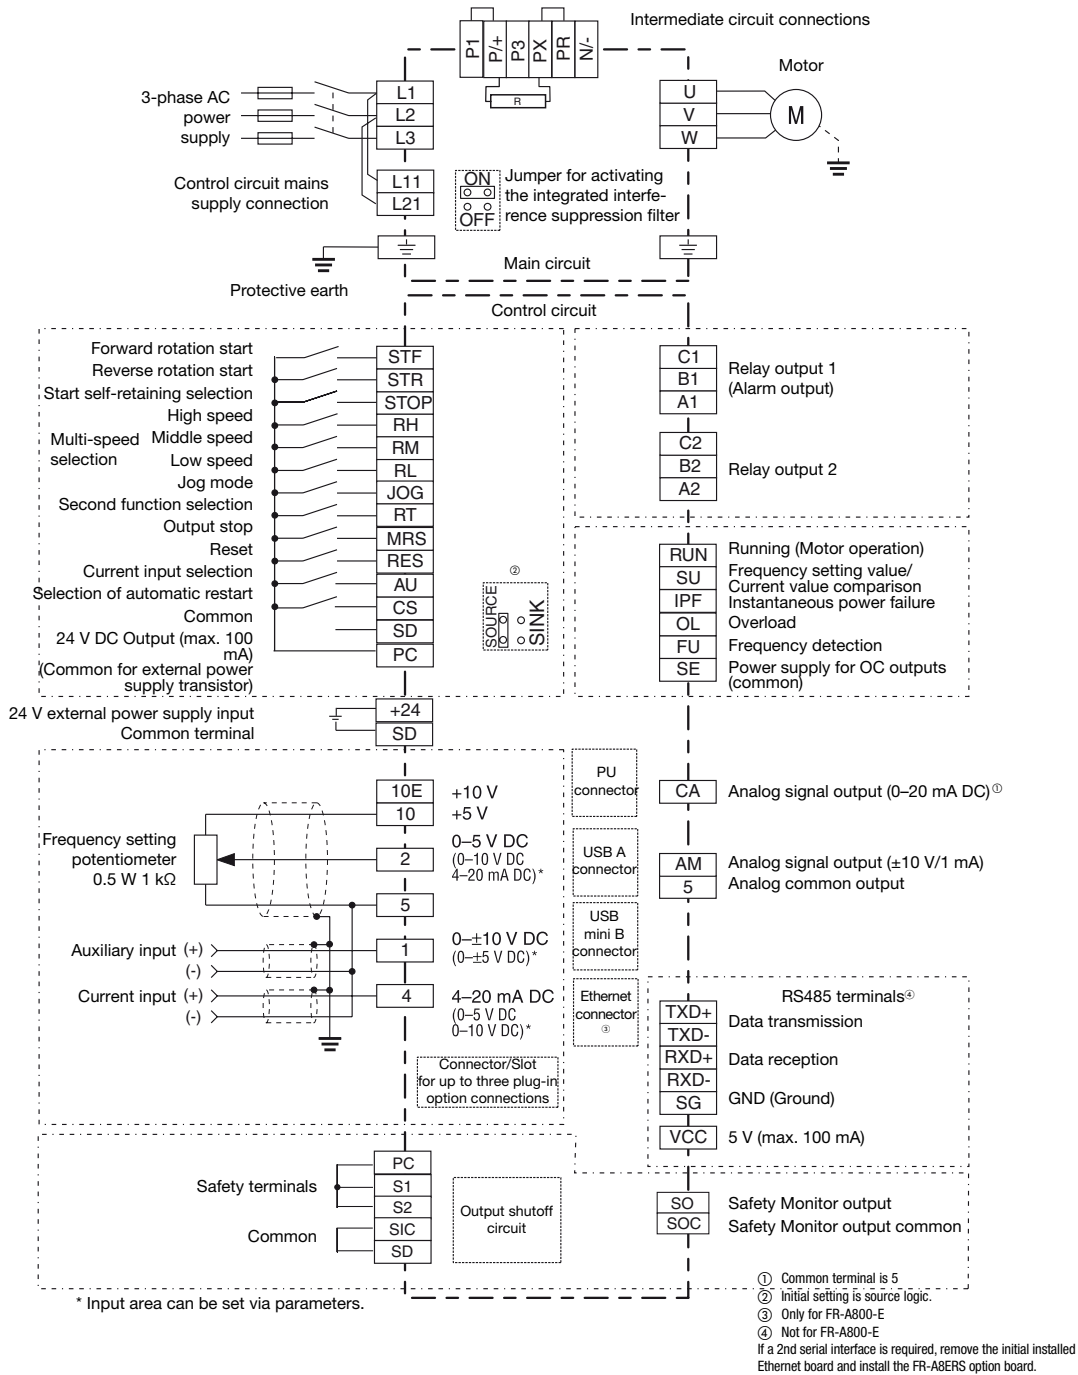 Intermediate circuit connections
P1
P/+
P3
PX
PR
N/-
R
3-phase AC
power
supply
L1
L2
L3
U
V
W
Motor
M
Control circuit mains
supply connection
L11
L21
ON
OFF
Jumper for activating
the integrated interfe-
rence suppression filter
Protective earth
Main circuit
Control circuit
Forward rotation start
Reverse rotation start
Start self-retaining selection
High speed
Multi-speed
selection
Middle speed
Low speed
Jog mode
Second function selection
Output stop
Reset
Current input selection
Selection of automatic restart
Common
24 V DC Output (max. 100
mA)
(Common for external power
supply transistor)
STF
STR
STOP
RH
RM
RL
JOG
RT
MRS
RES
AU
CS
SD
PC
②
SOURCE
SINK
C1
B1
A1
Relay output 1
(Alarm output)
C2
B2
A2
Relay output 2
RUN
SU
IPF
OL
FU
SE
Running (Motor operation)
Frequency setting value/
Current value comparison
Instantaneous power failure
Overload
Frequency detection
Power supply for OC outputs
(common)
24 V external power supply input
Common terminal
+24
SD
10E
10
2
5
1
4
+10 V
+5 V
0–5 V DC
(0–10 V DC
4–20 mA DC)*
Frequency setting
potentiometer
0.5 W 1 kΩ
Auxiliary input (+)
(-)
0–±10 V DC
(0–±5 V DC)*
Current input (+)
(-)
4–20 mA DC
(0–5 V DC
0–10 V DC)*
Connector/Slot
for up to three plug-in
option connections
PU
connector
USB A
connector
USB
mini B
connector
Ethernet
connector
③
CA
Analog signal output (0–20 mA DC)①
AM
5
Analog signal output (±10 V/1 mA)
Analog common output
RS485 terminals④
TXD+
TXD-
RXD+
RXD-
SG
VCC
Data transmission
Data reception
GND (Ground)
5 V (max. 100 mA)
Safety terminals
Common
PC
S1
S2
SIC
SD
Output shutoff
circuit
SO
SOC
Safety Monitor output
Safety Monitor output common
* Input area can be set via parameters.
① Common terminal is 5
② Initial setting is source logic.
③ Only for FR-A800-E
④ Not for FR-A800-E
If a 2nd serial interface is required, remove the initial installed
Ethernet board and install the FR-A8ERS option board.